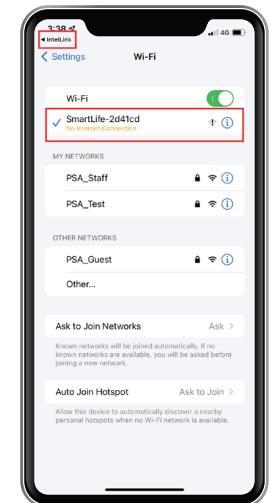 3:38
4G
◀ IntelLink
Settings
Wi-Fi
Wi-Fi
SmartLife-2d41cd
No Internet Connection
MY NETWORKS
PSA_Staff
PSA_Test
OTHER NETWORKS
PSA_Guest
Other...
Ask to Join Networks
Ask >
Known networks will be joined automatically. If no
known networks are available, you will be asked before
joining a new network.
Auto Join Hotspot
Ask to Join >
Allow this device to automatically discover a nearby
personal hotspots when no Wi-Fi network is available.